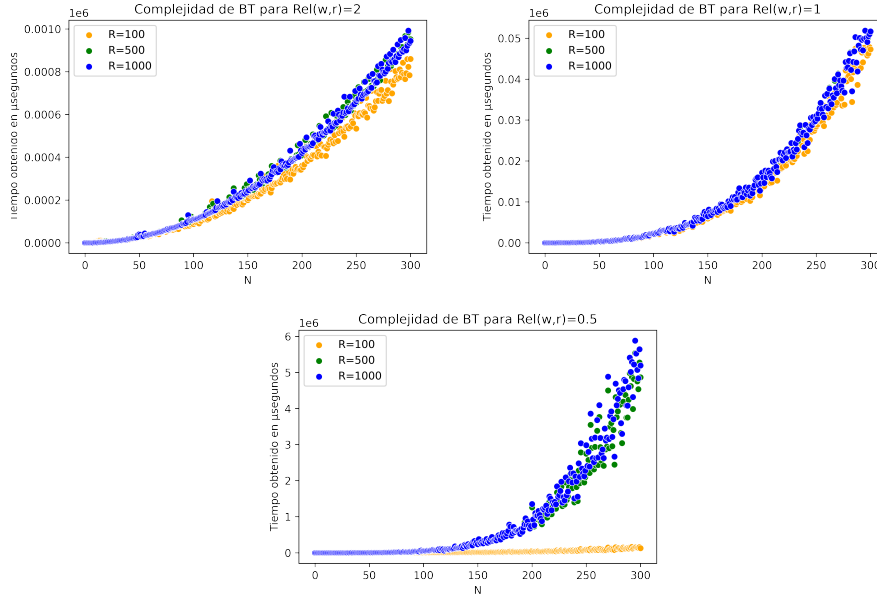 Complejidad de BT para Rel(w,r)=2
1e6
R=100
R=500
R=1000
0.0010
0.0008
0.0006
0.0004
0.0002
0.0000
Tiempo obtenido en µsegundos
0
50
100
150
200
250
300
N
Complejidad de BT para Rel(w,r)=1
1e6
R=100
R=500
R=1000
0.05
0.04
0.03
0.02
0.01
0.00
Tiempo obtenido en µsegundos
0
50
100
150
200
250
300
N
Complejidad de BT para Rel(w,r)=0.5
1e6
R=100
R=500
R=1000
6
5
4
3
2
1
0
Tiempo obtenido en µsegundos
0
50
100
150
200
250
300
N